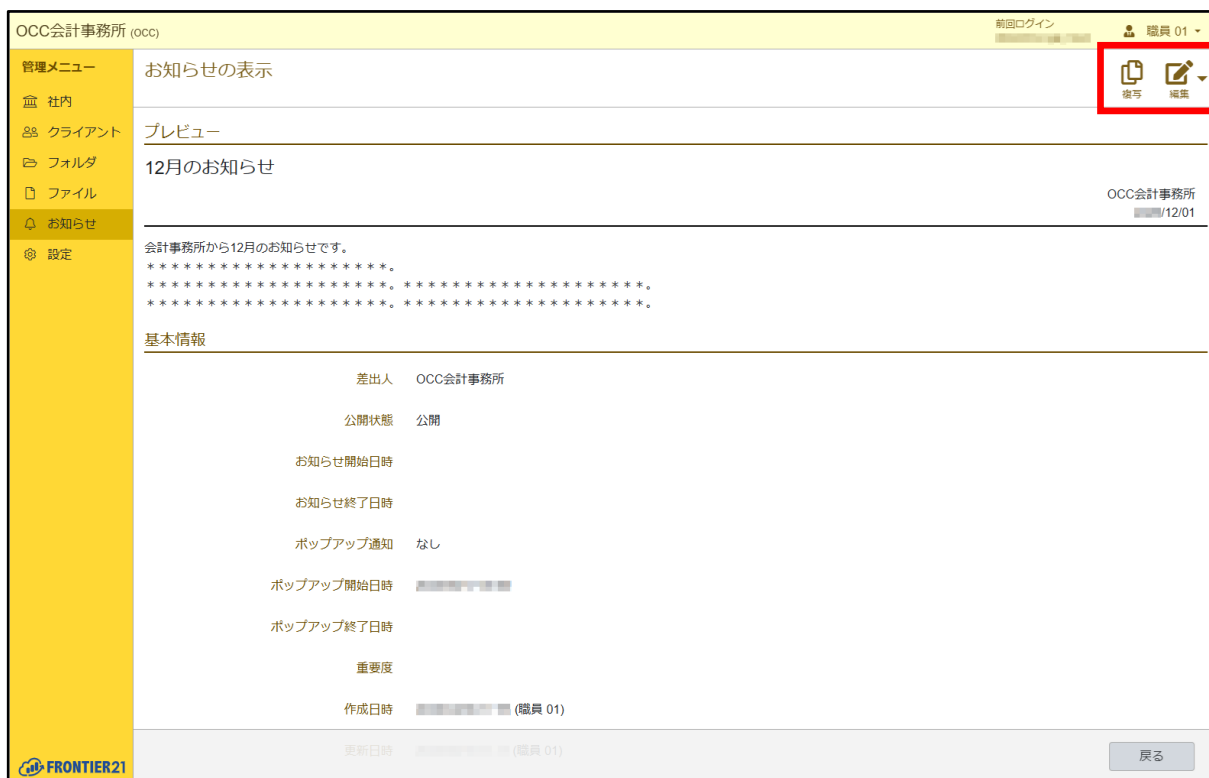 OCC会計事務所 (occ)
前回ログイン
職員 01
管理メニュー
社内
クライアント
フォルダ
ファイル
お知らせ
設定
お知らせの表示
複写
編集
プレビュー
12月のお知らせ
OCC会計事務所
/12/01
会計事務所から12月のお知らせです。
＊＊＊＊＊＊＊＊＊＊＊＊＊＊＊＊＊＊＊＊。
＊＊＊＊＊＊＊＊＊＊＊＊＊＊＊＊＊＊＊＊。＊＊＊＊＊＊＊＊＊＊＊＊＊＊＊＊＊＊＊＊。
＊＊＊＊＊＊＊＊＊＊＊＊＊＊＊＊＊＊＊＊。＊＊＊＊＊＊＊＊＊＊＊＊＊＊＊＊＊＊＊＊。
基本情報
差出人 OCC会計事務所
公開状態 公開
お知らせ開始日時
お知らせ終了日時
ポップアップ通知 なし
ポップアップ開始日時
ポップアップ終了日時
重要度
作成日時 (職員 01)
更新日時 (職員 01)
戻る
FRONTIER21